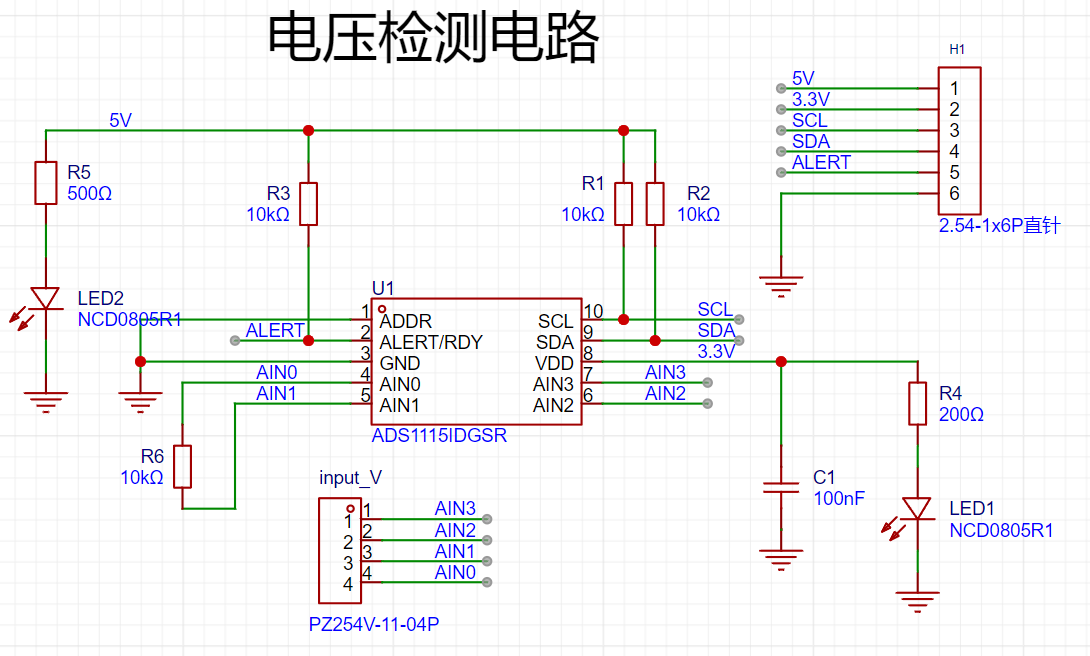 电压检测电路
H1
5V
3.3V
SCL
SDA
ALERT
1
2
3
4
5
6
2.54-1x6P直针
5V
R5
500Ω
R3
10kΩ
R1
10kΩ
R2
10kΩ
LED2
NCD0805R1
U1
1
2
3
4
5
ADDR
ALERT/RDY
GND
AIN0
AIN1
SCL
SDA
VDD
AIN3
AIN2
10
9
8
7
6
ADS1115IDGSR
ALERT
AIN0
AIN1
SCL
SDA
3.3V
AIN3
AIN2
R6
10kΩ
R4
200Ω
C1
100nF
LED1
NCD0805R1
input_V
1
2
3
4
1
2
3
4
AIN3
AIN2
AIN1
AIN0
PZ254V-11-04P